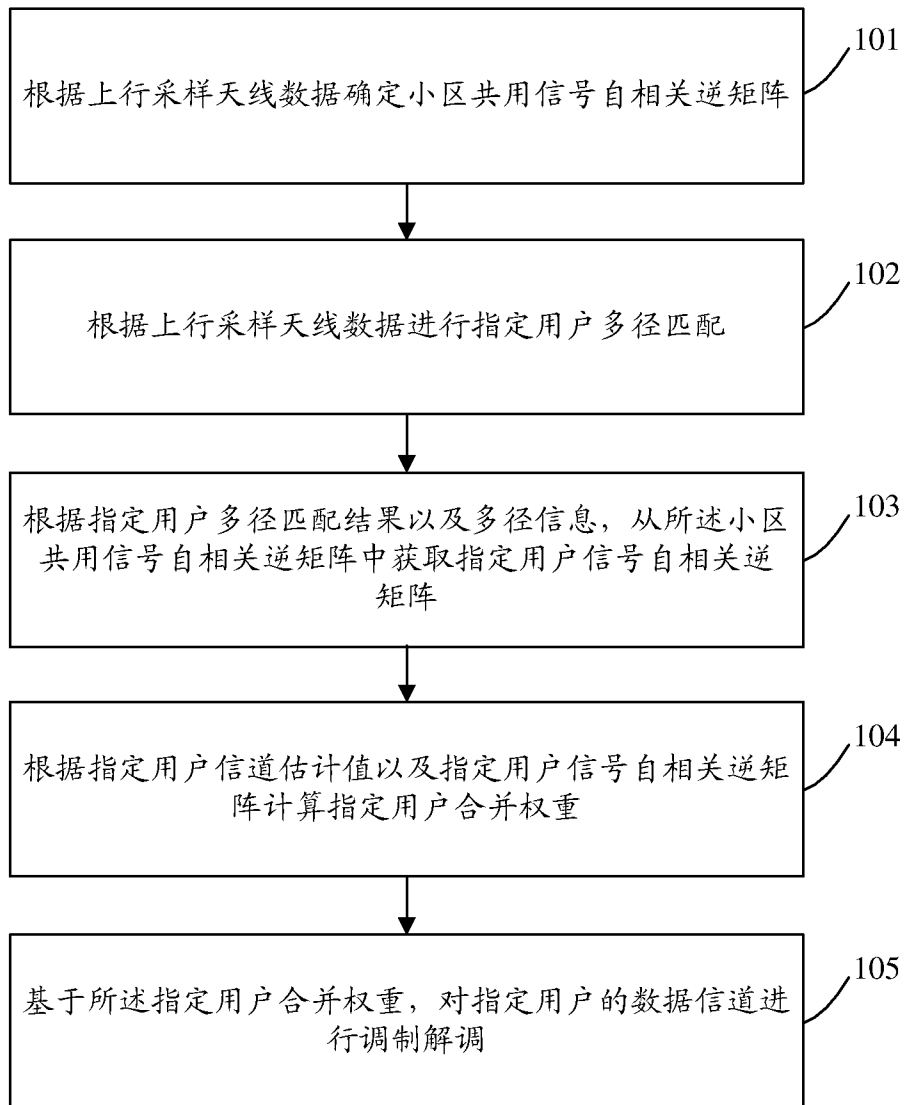 101
根据上行采样天线数据确定小区共用信号自相关逆矩阵
102
根据上行采样天线数据进行指定用户多径匹配
103
根据指定用户多径匹配结果以及多径信息，从所述小区
共用信号自相关逆矩阵中获取指定用户信号自相关逆
矩阵
104
根据指定用户信道估计值以及指定用户信号自相关逆矩
阵计算指定用户合并权重
105
基于所述指定用户合并权重，对指定用户的数据信道进
行调制解调